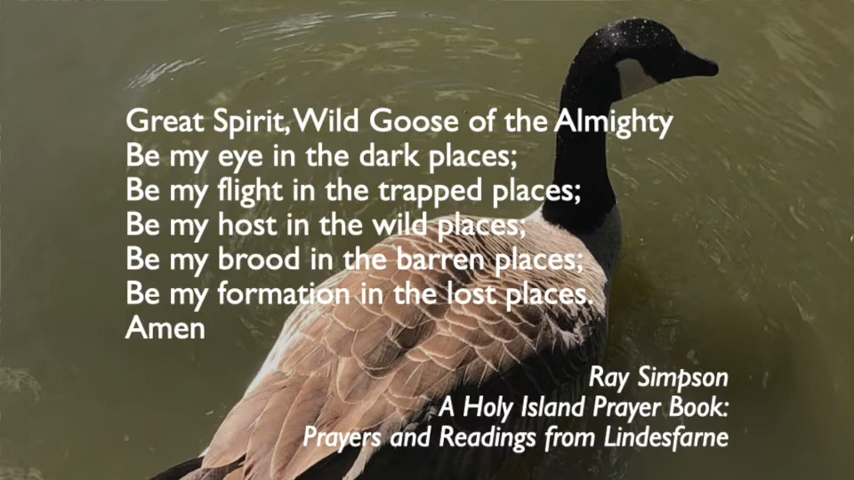 Great Spirit, Wild Goose of the Almighty
Be my eye in the dark places;
Be my flight in the trapped places;
Be my host in the wild places;
Be my brood in the barren places;
Be my formation in the lost places.
Amen
Ray Simpson
A Holy Island Prayer Book:
Prayers and Readings from Lindesfarne